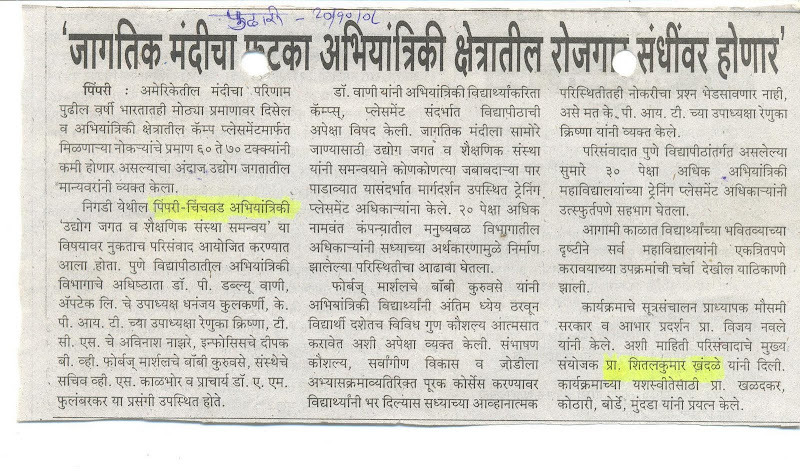 पुढारी - २०/१०/०८
'जागतिक मंदीचा फटका अभियांत्रिकी क्षेत्रातील रोजगार संधींवर होणार'
पिंपरी : अमेरिकेतील मंदीचा परिणाम
पुढील वर्षी भारतातही मोठ्या प्रमाणावर दिसेल
व अभियांत्रिकी क्षेत्रातील कॅम्प प्लेसमेंटमार्फत
मिळणाऱ्या नोकऱ्यांचे प्रमाण ६० ते ७० टक्क्यांनी
कमी होणार असल्याचा अंदाज उद्योग जगतातील
मान्यवरांनी व्यक्त केला.
निगडी येथील पिंपरी-चिंचवड अभियांत्रिकी
'उद्योग जगत व शैक्षणिक संस्था समन्वय' या
विषयावर नुकताच परिसंवाद आयोजित करण्यात
आला होता. पुणे विद्यापीठातील अभियांत्रिकी
विभागाचे अधिष्ठाता डॉ. पी. डब्ल्यू वाणी,
ॲपटेक लि. चे उपाध्यक्ष धनंजय कुलकर्णी, के.
पी. आय. टी. च्या उपाध्यक्षा रेणुका क्रिष्णा, टी.
सी. एस. चे अविनाश नाझरे, इन्फोसिसचे दीपक
बी. व्ही. फोर्बज् मार्शलचे बॉबी कुरुवसे, संस्थेचे
सचिव व्ही. एस. काळभोर व प्राचार्य डॉ. ए. एम.
फुलंबरकर या प्रसंगी उपस्थित होते.
डॉ. वाणी यांनी अभियांत्रिकी विद्यार्थ्यांकरिता
कॅम्पस्, प्लेसमेंट संदर्भात विद्यापीठाची
अपेक्षा विषद केली. जागतिक मंदीला सामोरे
जाण्यासाठी उद्योग व शैक्षणिक संस्था
यांनी समन्वयाने कोणकोणत्या जबाबदाऱ्या पार
पाडाव्यात यासंदर्भात मार्गदर्शन उपस्थित ट्रेनिंग
प्लेसमेंट अधिकाऱ्यांना केले. २० पेक्षा अधिक
नामवंत कंपन्यातील मनुष्यबळ विभागातील
अधिकाऱ्यांनी सध्याच्या अर्थकारणामुळे निर्माण
झालेल्या परिस्थितीचा आढावा घेतला.
फोर्बज् मार्शलचे बॉबी कुरुवसे यांनी
अभियांत्रिकी विद्यार्थ्यांनी अंतिम ध्येय ठरवून
विद्यार्थी दशेतच विविध गुण कौशल्य आत्मसात
करावेत अशी अपेक्षा व्यक्त केली. संभाषण
कौशल्य, सर्वांगीण विकास व जोडीला
अभ्यासक्रमाव्यतिरिक्त पूरक कोर्सेस करण्यावर
विद्यार्थ्यांनी भर दिल्यास सध्याच्या आव्हानात्मक
परिस्थितीतही नोकरीचा प्रश्न भेडसावणार नाही,
असे मत के. पी. आय. टी. च्या उपाध्यक्षा रेणुका
क्रिष्णा यांनी व्यक्त केले.
परिसंवादात पुणे विद्यापीठांतर्गत असलेल्या
सुमारे ३० पेक्षा अधिक अभियांत्रिकी
महाविद्यालयांच्या ट्रेनिंग प्लेसमेंट अधिकाऱ्यांनी
उत्स्फुर्तपणे सहभाग घेतला.
आगामी काळात विद्यार्थ्यांच्या भवितव्याच्या
दृष्टीने सर्व महाविद्यालयांनी एकत्रितपणे
करावयाच्या उपक्रमांची चर्चा देखील याठिकाणी
झाली.
कार्यक्रमाचे सूत्रसंचालन प्राध्यापक मौसमी
सरकार व आभार प्रदर्शन प्रा. विजय नवले
यांनी केले. अशी माहिती परिसंवादाचे मुख्य
संयोजक प्रा. शितलकुमार खंदळे यांनी दिली.
कार्यक्रमाच्या यशस्वीतेसाठी प्रा. खळदकर,
कोठारी, बोर्डे, मुंदडा यांनी प्रयत्न केले.